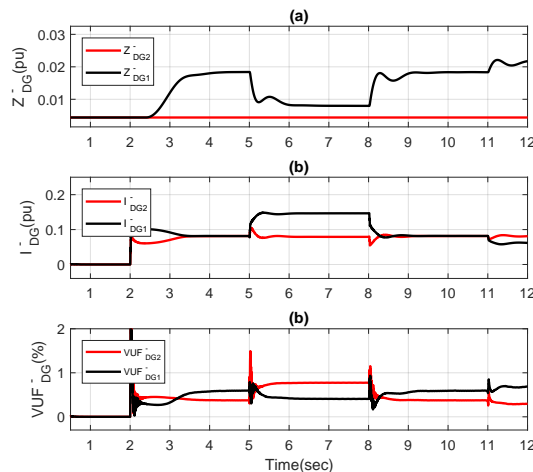 (a)
Z⁻DG2
Z⁻DG1
Z⁻DG(pu)
0.03
0.02
0.01
1 2 3 4 5 6 7 8 9 10 11 12
(b)
I⁻DG2
I⁻DG1
I⁻DG(pu)
0.2
0.1
0
1 2 3 4 5 6 7 8 9 10 11 12
(b)
VUF⁻DG2
VUF⁻DG1
VUF⁻DG(%)
2
1
0
1 2 3 4 5 6 7 8 9 10 11 12
Time(sec)